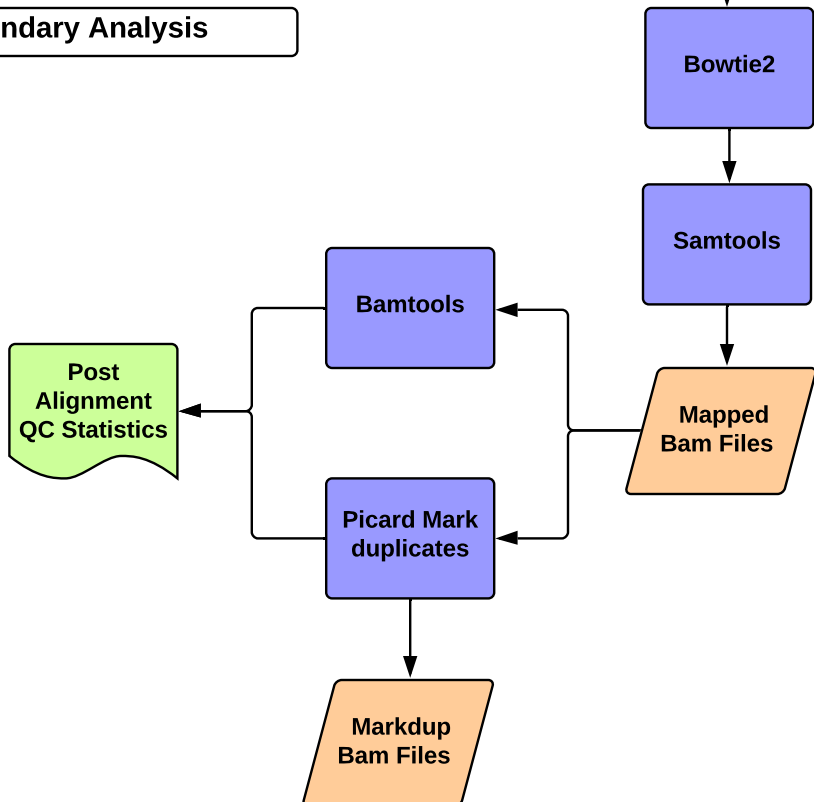 ndary Analysis
Bowtie2
Samtools
Bamtools
Post
Alignment
QC Statistics
Mapped
Bam Files
Picard Mark
duplicates
Markdup
Bam Files